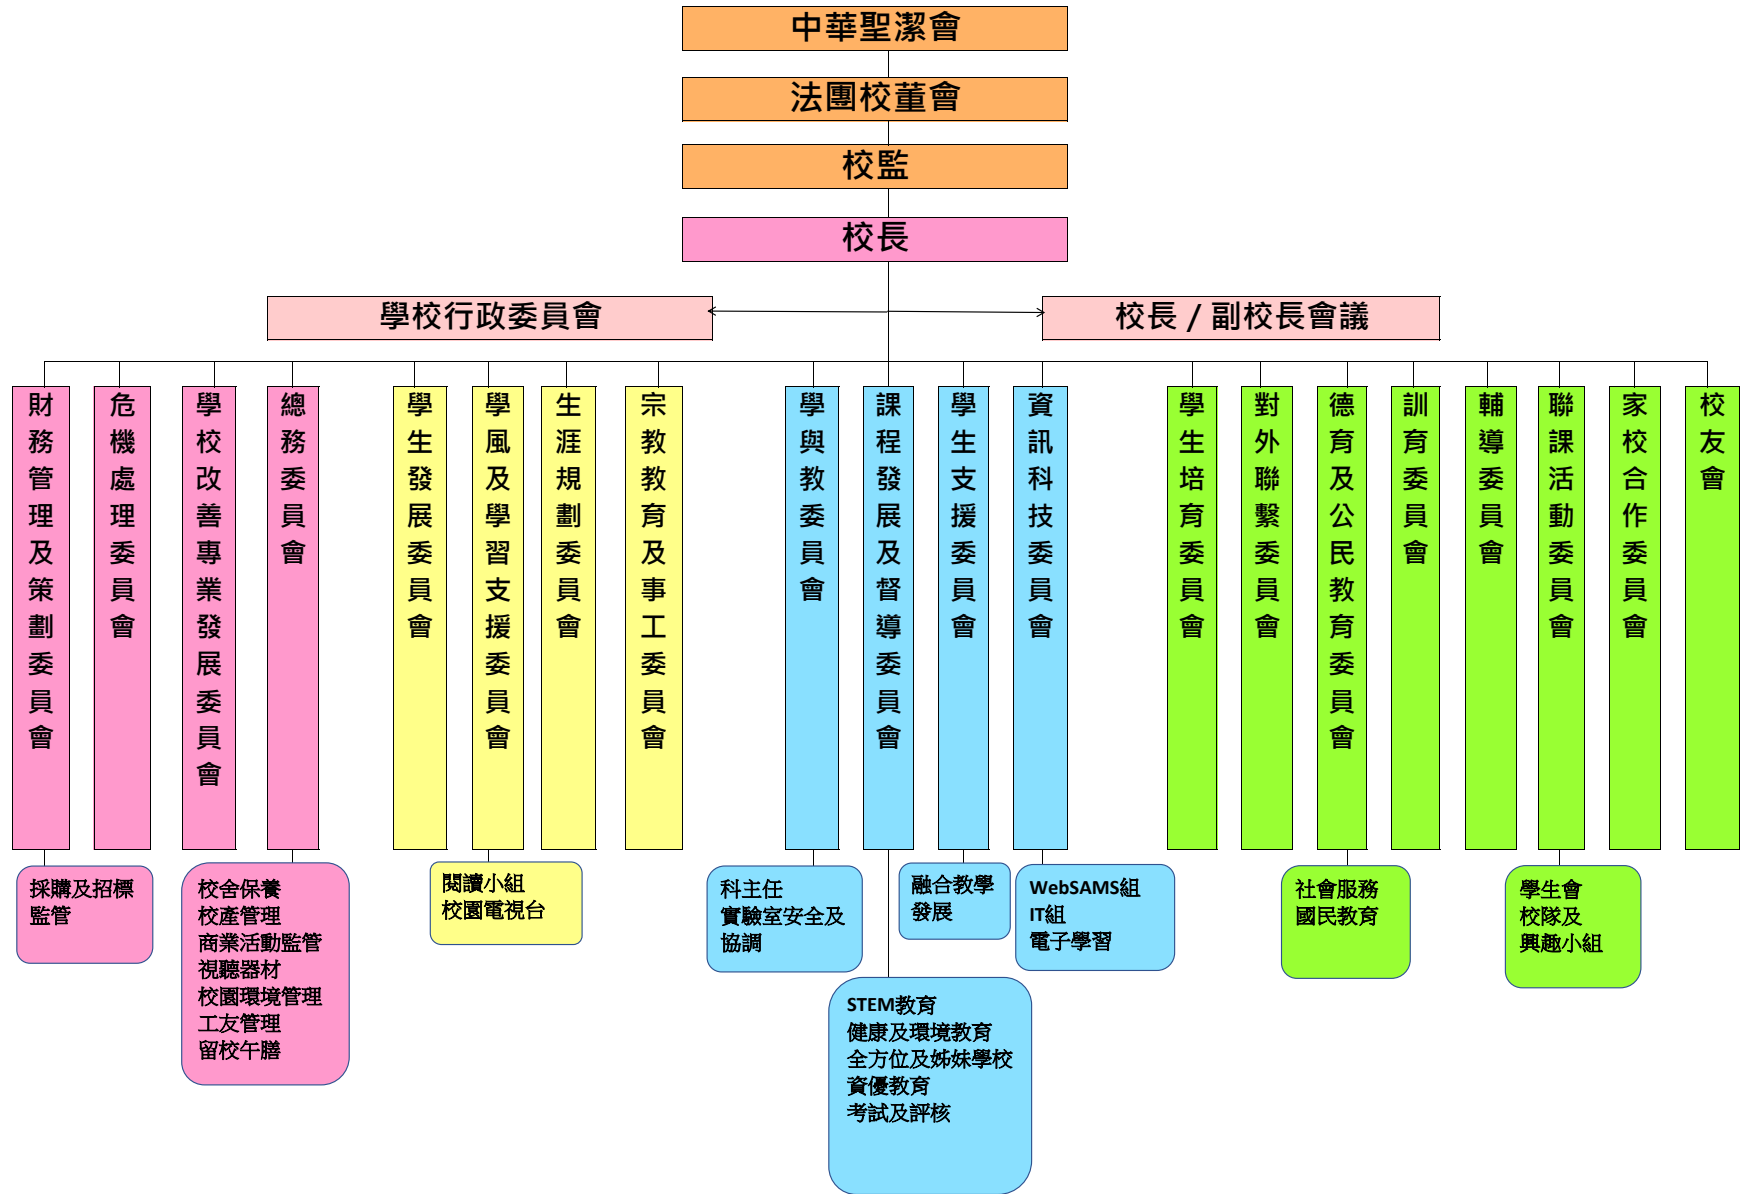 中華聖潔會
法團校董會
校監
校長
學校行政委員會
校長 / 副校長會議
財務管理及策劃委員會
危機處理委員會
學校改善專業發展委員會
總務委員會
學生發展委員會
學風及學習支援委員會
生涯規劃委員會
宗教教育及事工委員會
學與教委員會
課程發展及督導委員會
學生支援委員會
資訊科技委員會
學生培育委員會
對外聯繫委員會
德育及公民教育委員會
訓育委員會
輔導委員會
聯課活動委員會
家校合作委員會
校友會
採購及招標
監管
校舍保養
校產管理
商業活動監管
視聽器材
校園環境管理
工友管理
留校午膳
閱讀小組
校園電視台
科主任
實驗室安全及
協調
融合教學
發展
WebSAMS組
IT組
電子學習
社會服務
國民教育
學生會
校隊及
興趣小組
STEM教育
健康及環境教育
全方位及姊妹學校
資優教育
考試及評核